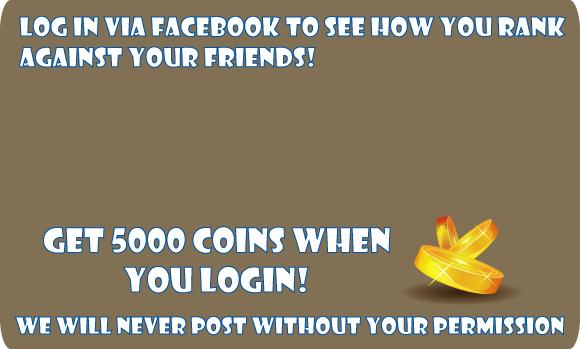 LOG IN VIA FACEBOOK TO SEE HOW YOU RANK
AGAINST YOUR FRIENDS!
GET 5000 COINS WHEN
YOU LOGIN!
WE WILL NEVER POST WITHOUT YOUR PERMISSION